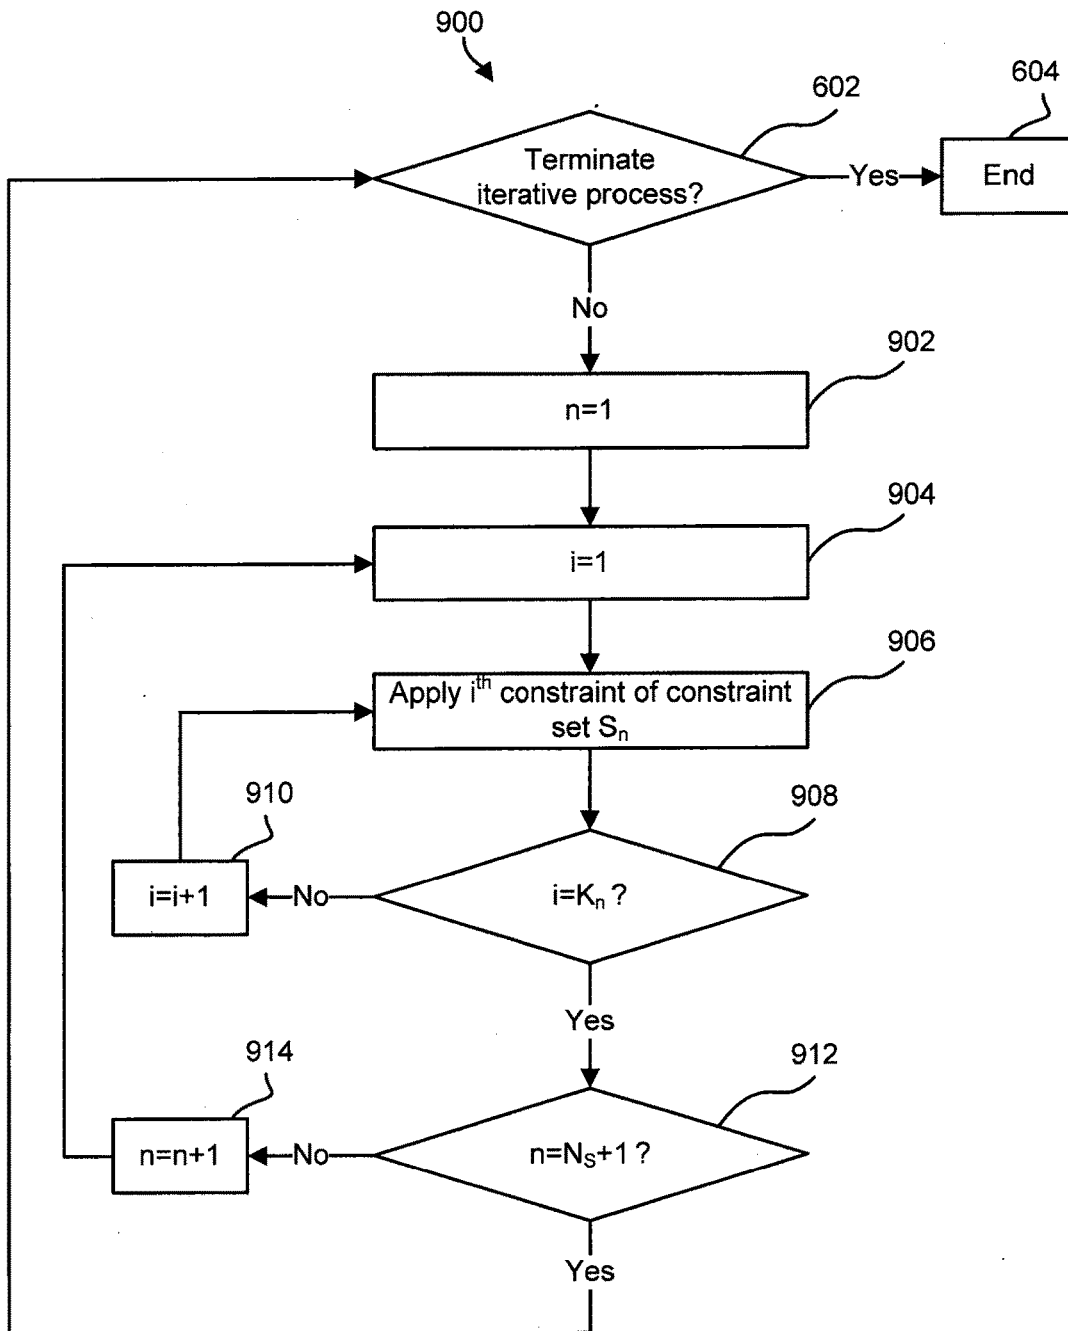 900
602
604
Terminate
iterative process?
Yes
End
No
902
n=1
904
i=1
906
Apply ith constraint of constraint
set Sn
910
908
i=i+1
No
i=Kn ?
Yes
914
912
n=n+1
No
n=NS+1 ?
Yes